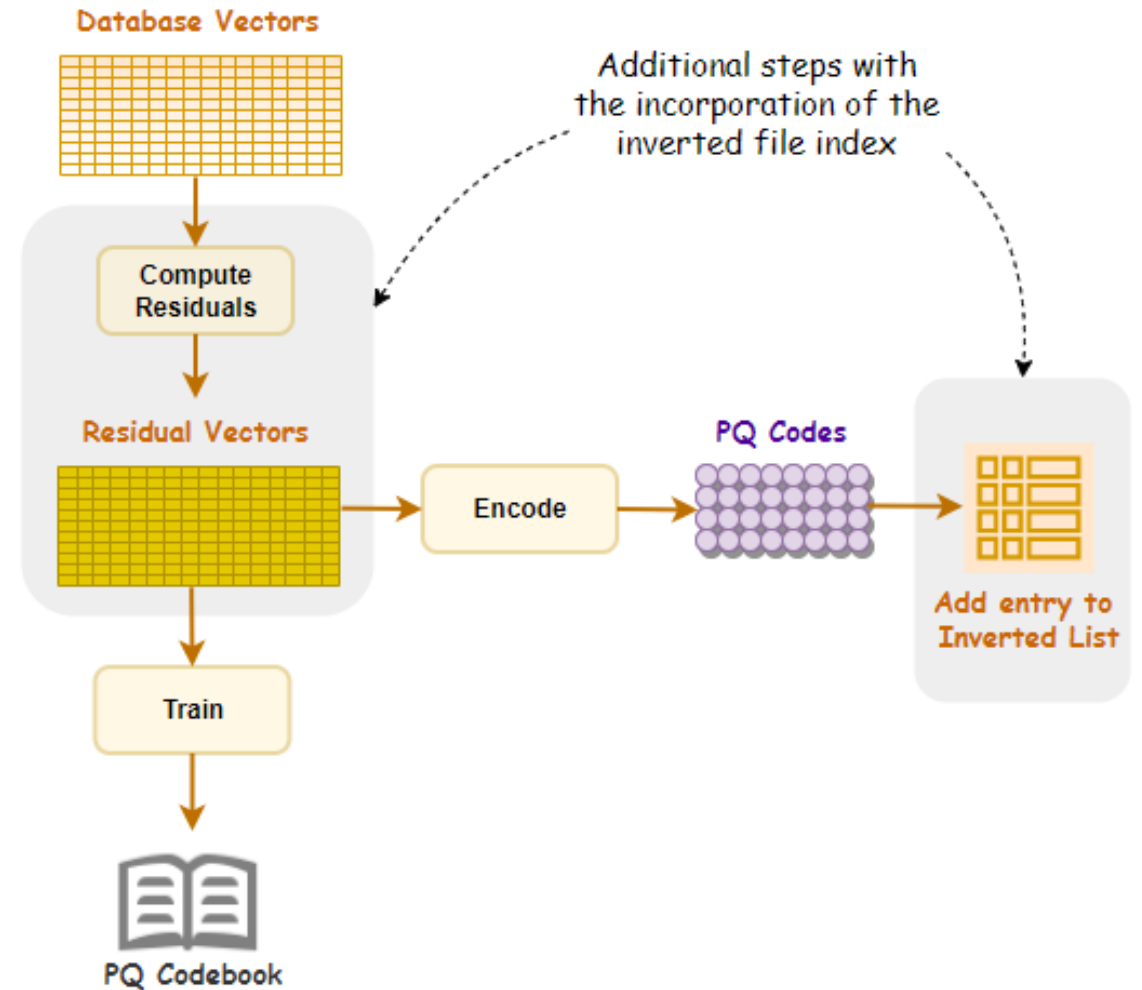 Database Vectors
Additional steps with
the incorporation of the
inverted file index
Compute
Residuals
Residual Vectors
PQ Codes
Encode
Add entry to
Inverted List
Train
PQ Codebook